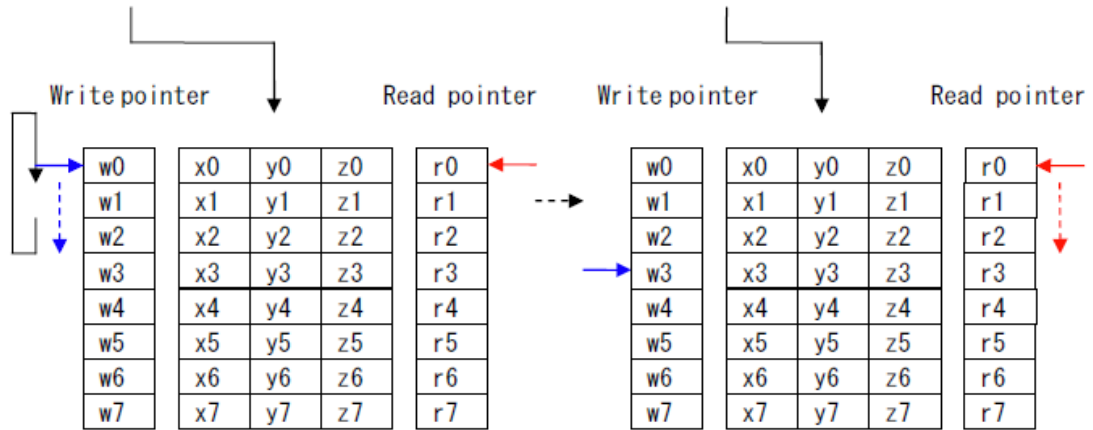 Write pointer Read pointer Write pointer Read pointer
w0 x0 y0 z0 r0 w0 x0 y0 z0 r0
w1 x1 y1 z1 r1 w1 x1 y1 z1 r1
w2 x2 y2 z2 r2 w2 x2 y2 z2 r2
w3 x3 y3 z3 r3 w3 x3 y3 z3 r3
w4 x4 y4 z4 r4 w4 x4 y4 z4 r4
w5 x5 y5 z5 r5 w5 x5 y5 z5 r5
w6 x6 y6 z6 r6 w6 x6 y6 z6 r6
w7 x7 y7 z7 r7 w7 x7 y7 z7 r7